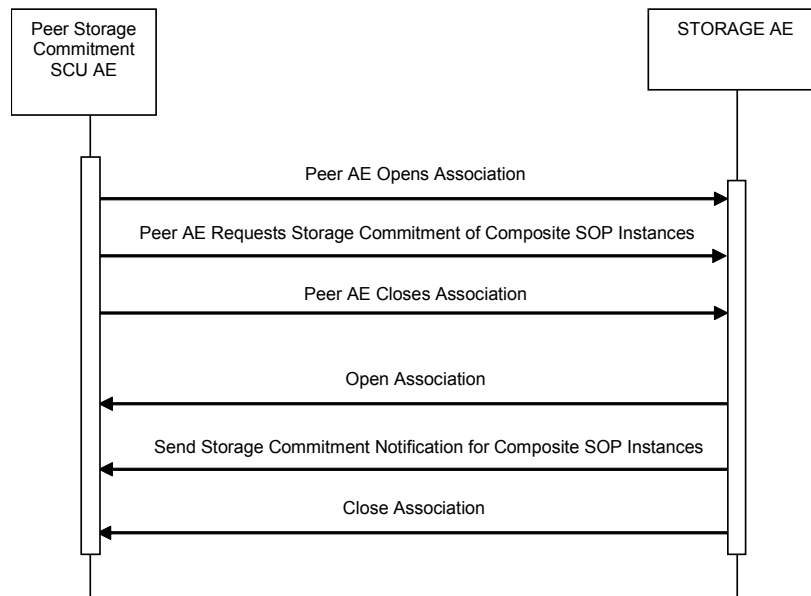 Peer Storage
Commitment
SCU AE
STORAGE AE
Peer AE Opens Association
Peer AE Requests Storage Commitment of Composite SOP Instances
Peer AE Closes Association
Open Association
Send Storage Commitment Notification for Composite SOP Instances
Close Association